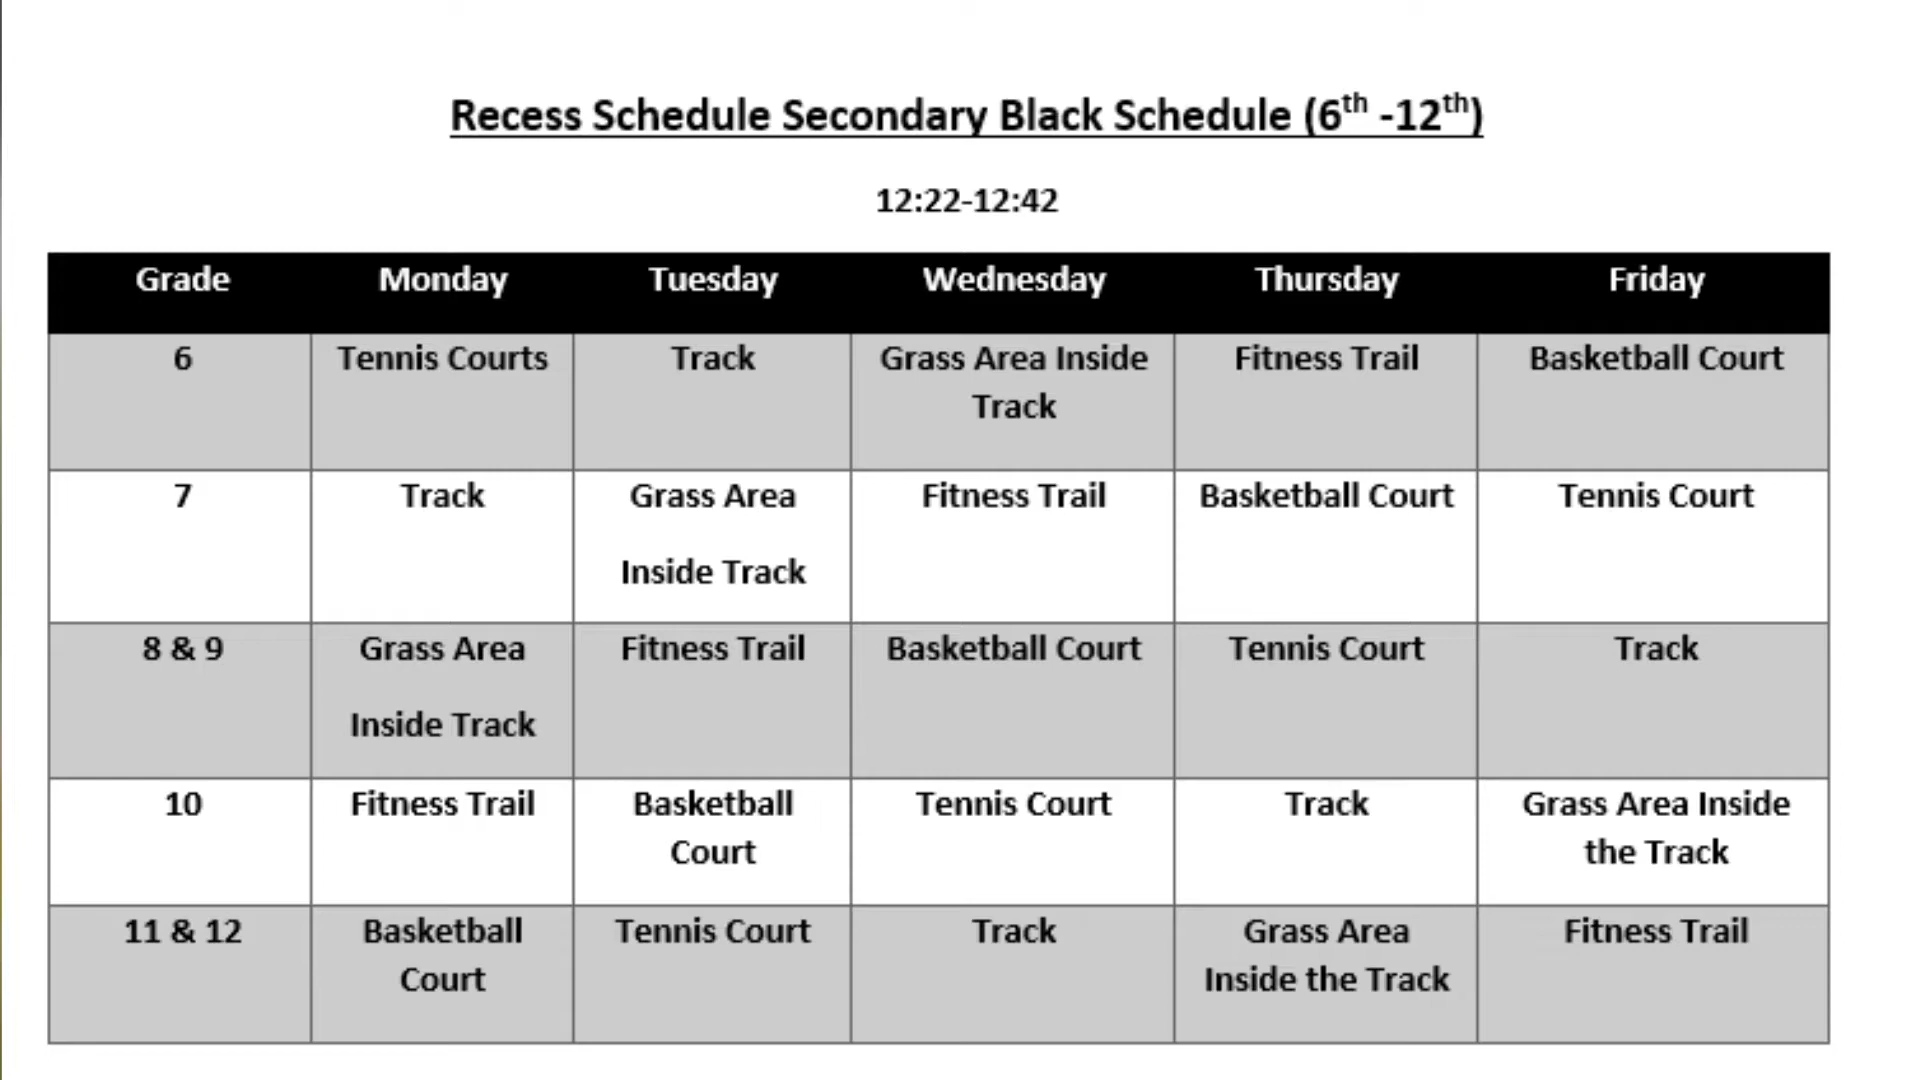 Recess Schedule Secondary Black Schedule (6th -12th)
12:22-12:42
Grade Monday Tuesday Wednesday Thursday Friday
6 Tennis Courts Track Grass Area Inside Fitness Trail Basketball Court
Track
7 Track Grass Area Fitness Trail Basketball Court Tennis Court
Inside Track
8 & 9 Grass Area Fitness Trail Basketball Court Tennis Court Track
Inside Track
10 Fitness Trail Basketball Tennis Court Track Grass Area Inside
Court the Track
11 & 12 Basketball Tennis Court Track Grass Area Fitness Trail
Court Inside the Track